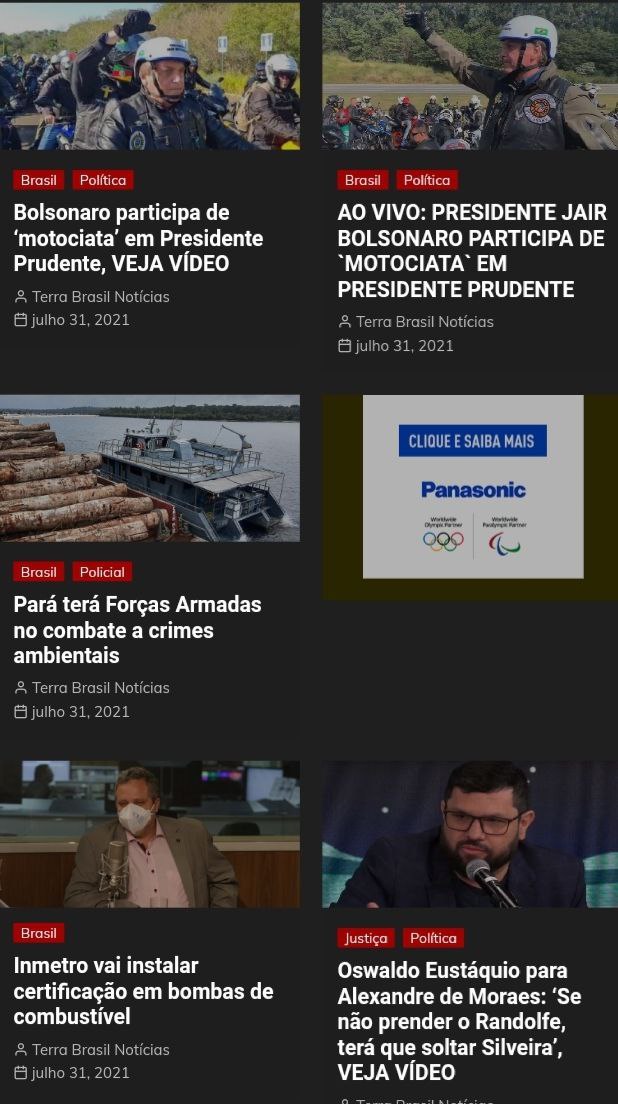 Brasil Política
Bolsonaro participa de
‘motociata’ em Presidente
Prudente, VEJA VÍDEO
Terra Brasil Notícias
julho 31, 2021
Brasil Política
AO VIVO: PRESIDENTE JAIR
BOLSONARO PARTICIPA DE
`MOTOCIATA` EM
PRESIDENTE PRUDENTE
Terra Brasil Notícias
julho 31, 2021
Brasil Policial
Pará terá Forças Armadas
no combate a crimes
ambientais
Terra Brasil Notícias
julho 31, 2021
CLIQUE E SAIBA MAIS
Panasonic
Worldwide
Olympic Partner
Worldwide
Paralympic Partner
Brasil
Inmetro vai instalar
certificação em bombas de
combustível
Terra Brasil Notícias
julho 31, 2021
Justiça Política
Oswaldo Eustáquio para
Alexandre de Moraes: ‘Se
não prender o Randolfe,
terá que soltar Silveira’,
VEJA VÍDEO
Terra Brasil Notícias